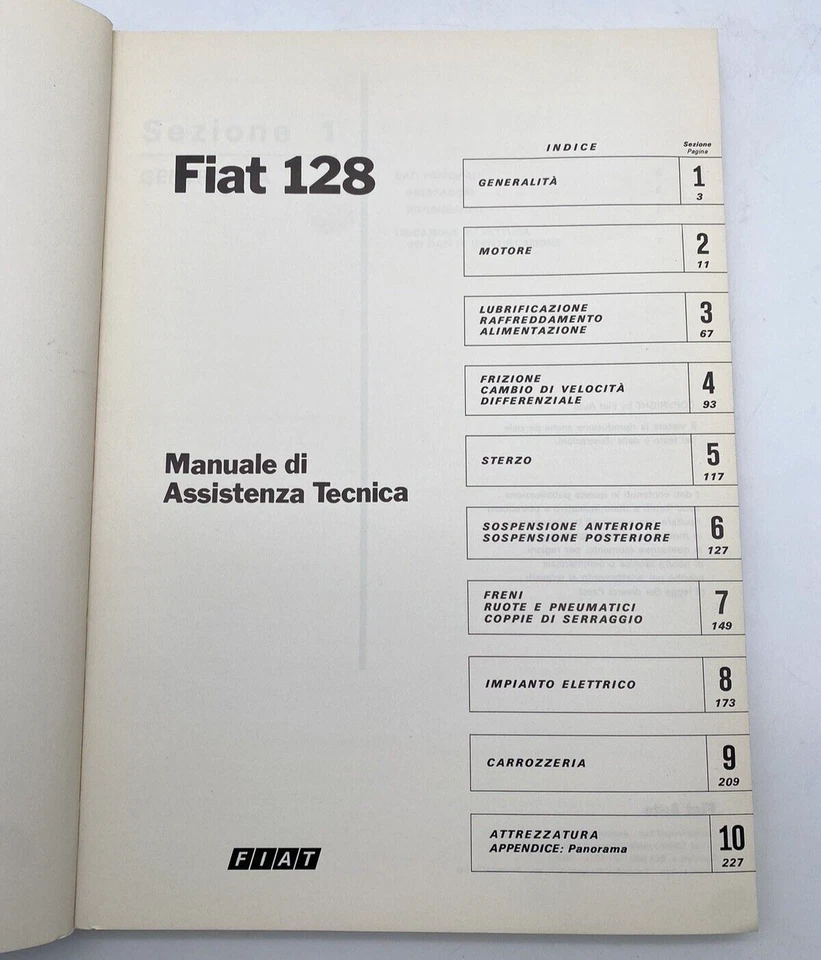 Fiat 128
Manuale di
Assistenza Tecnica
FIAT
INDICE
Sezione
Pagina
GENERALITÀ
1
3
MOTORE
2
11
LUBRIFICAZIONE
RAFFREDDAMENTO
ALIMENTAZIONE
3
67
FRIZIONE
CAMBIO DI VELOCITÀ
DIFFERENZIALE
4
93
STERZO
5
117
SOSPENSIONE ANTERIORE
SOSPENSIONE POSTERIORE
6
127
FRENI
RUOTE E PNEUMATICI
COPPIE DI SERRAGGIO
7
149
IMPIANTO ELETTRICO
8
173
CARROZZERIA
9
209
ATTREZZATURA
APPENDICE: Panorama
10
227
Sezione 1